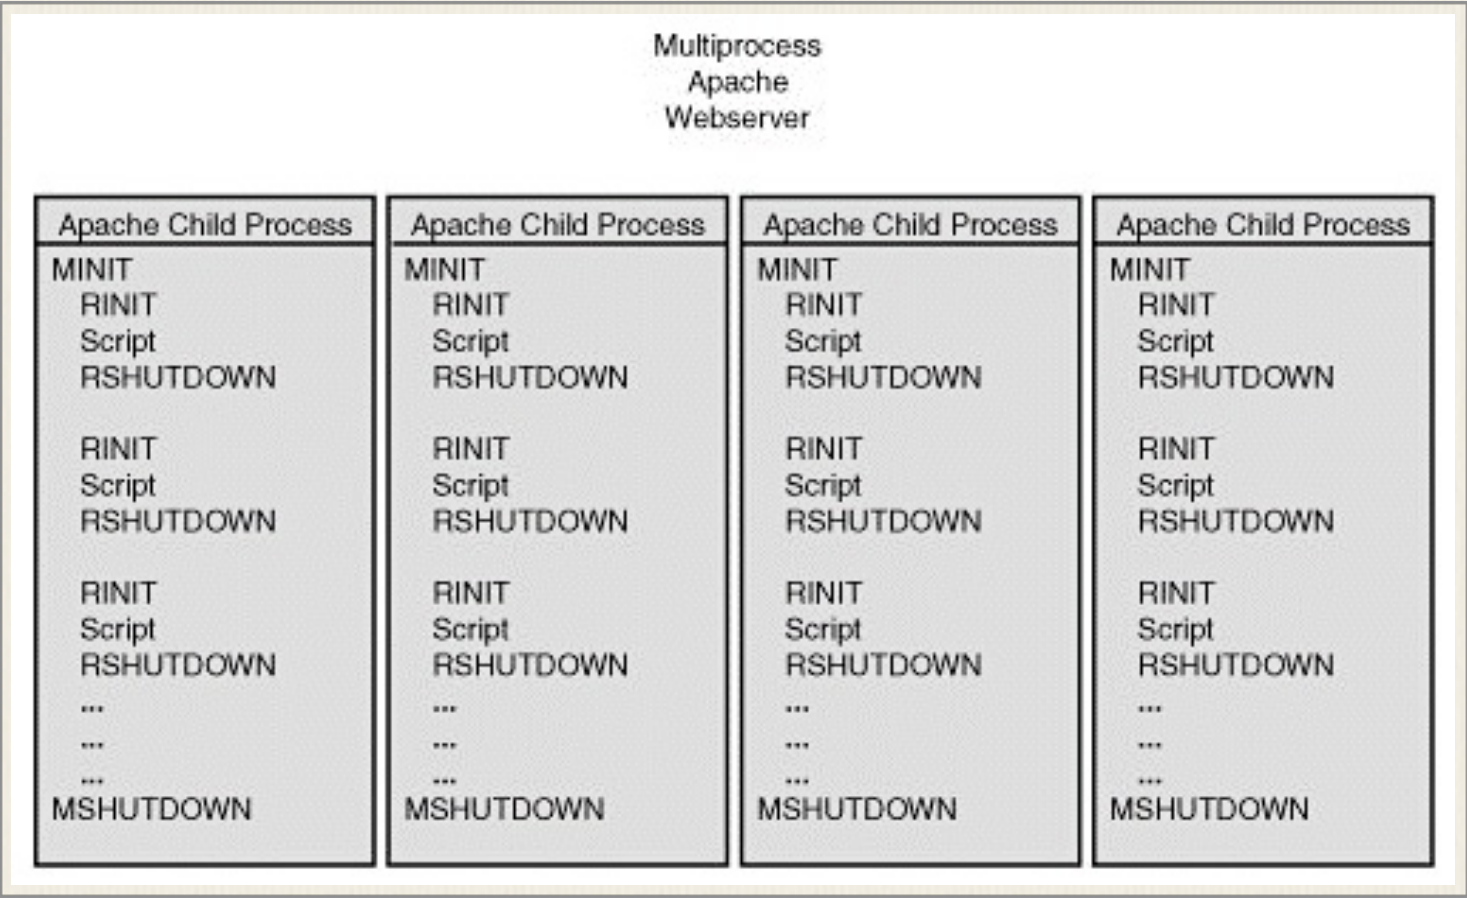 Multiprocess
Apache
Webserver
Apache Child Process
MINIT
RINIT
Script
RSHUTDOWN
RINIT
Script
RSHUTDOWN
RINIT
Script
RSHUTDOWN
...
...
...
MSHUTDOWN
Apache Child Process
MINIT
RINIT
Script
RSHUTDOWN
RINIT
Script
RSHUTDOWN
RINIT
Script
RSHUTDOWN
...
...
...
MSHUTDOWN
Apache Child Process
MINIT
RINIT
Script
RSHUTDOWN
RINIT
Script
RSHUTDOWN
RINIT
Script
RSHUTDOWN
...
...
...
MSHUTDOWN
Apache Child Process
MINIT
RINIT
Script
RSHUTDOWN
RINIT
Script
RSHUTDOWN
RINIT
Script
RSHUTDOWN
...
...
...
MSHUTDOWN